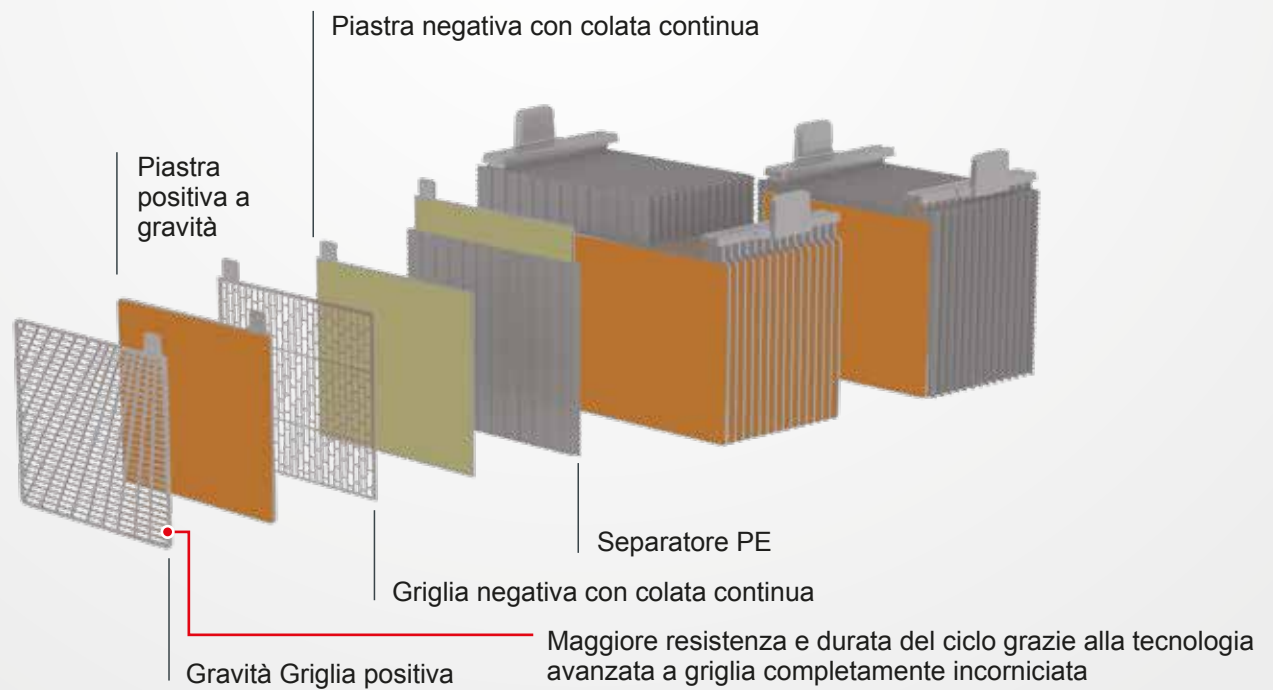 Piastra negativa con colata continua
Piastra
positiva a
gravità
Separatore PE
Griglia negativa con colata continua
Maggiore resistenza e durata del ciclo grazie alla tecnologia
avanzata a griglia completamente incorniciata
Gravità Griglia positiva